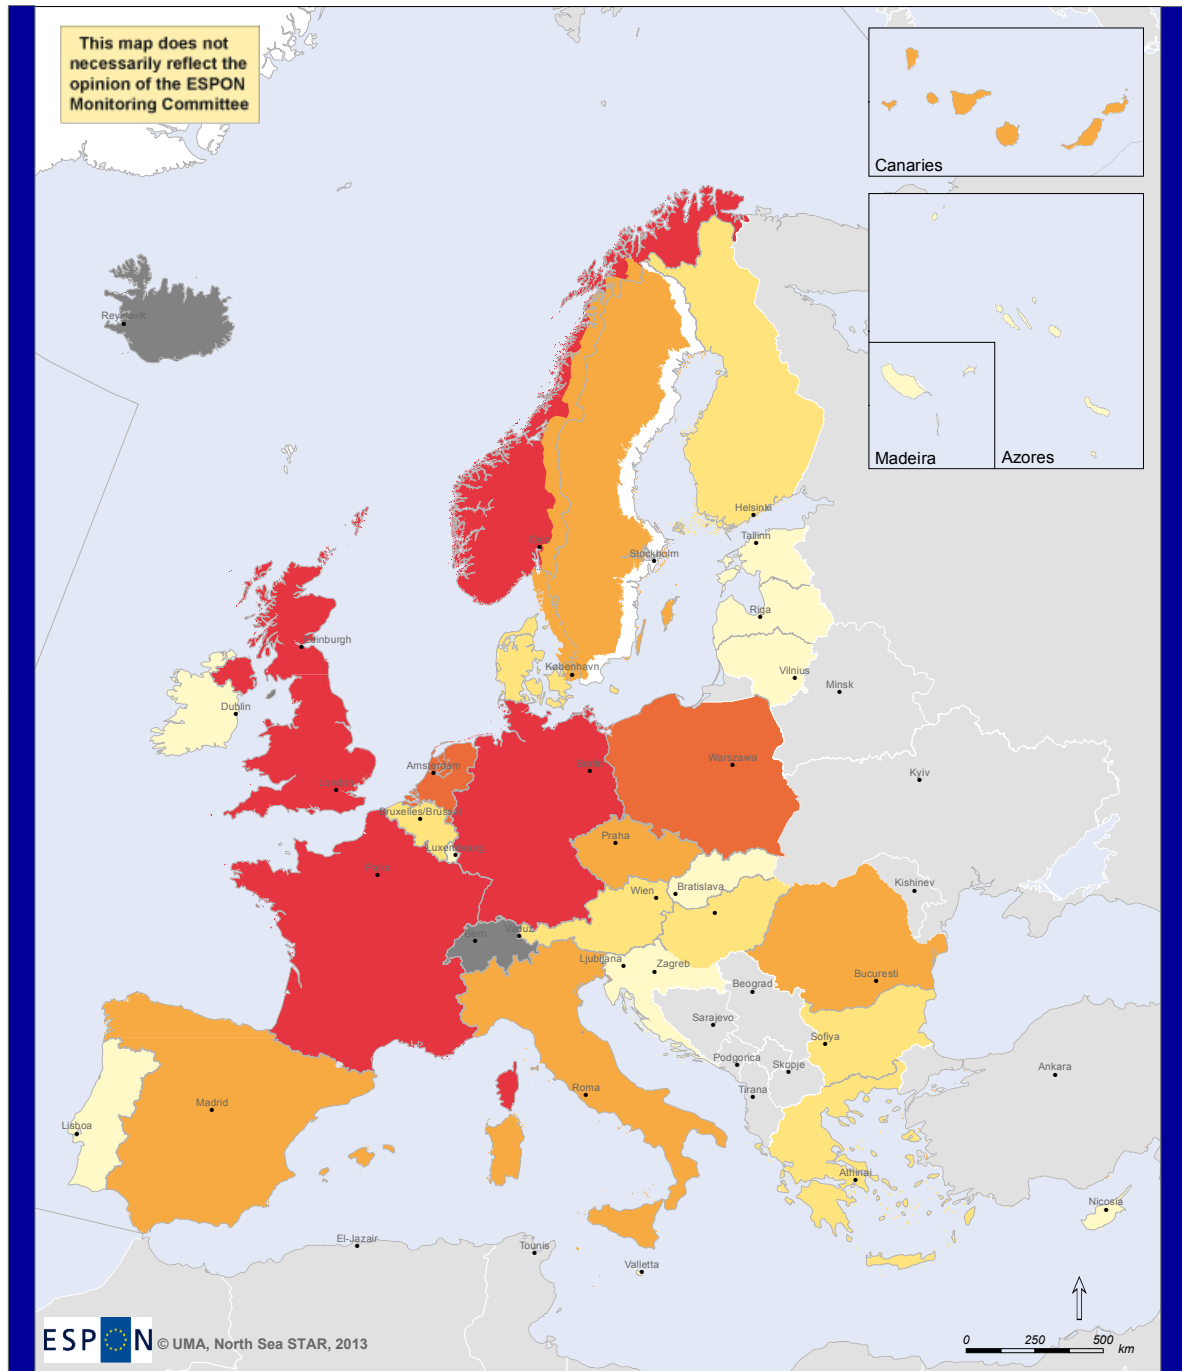 This map does not
necessarily reflect the
opinion of the ESPON
Monitoring Committee
Canaries
Madeira
Azores
Reykjavik
Oslo
Helsinki
Tallinn
Stockholm
Riga
Edinburgh
København
Vilnius
Minsk
Dublin
Amsterdam
Berlin
Warszawa
Kyiv
Praha
Luxembourg
Paris
Wien
Bratislava
Kishinev
Bern
Vaduz
Ljubljana
Zagreb
Beograd
Bucuresti
Sarajevo
Sofiya
Podgorica
Skopje
Tirana
Ankara
Roma
Madrid
Lisboa
Athinai
Nicosia
El-Jazair
Tounis
Valletta
ESPON
© UMA, North Sea STAR, 2013
0 250 500
km